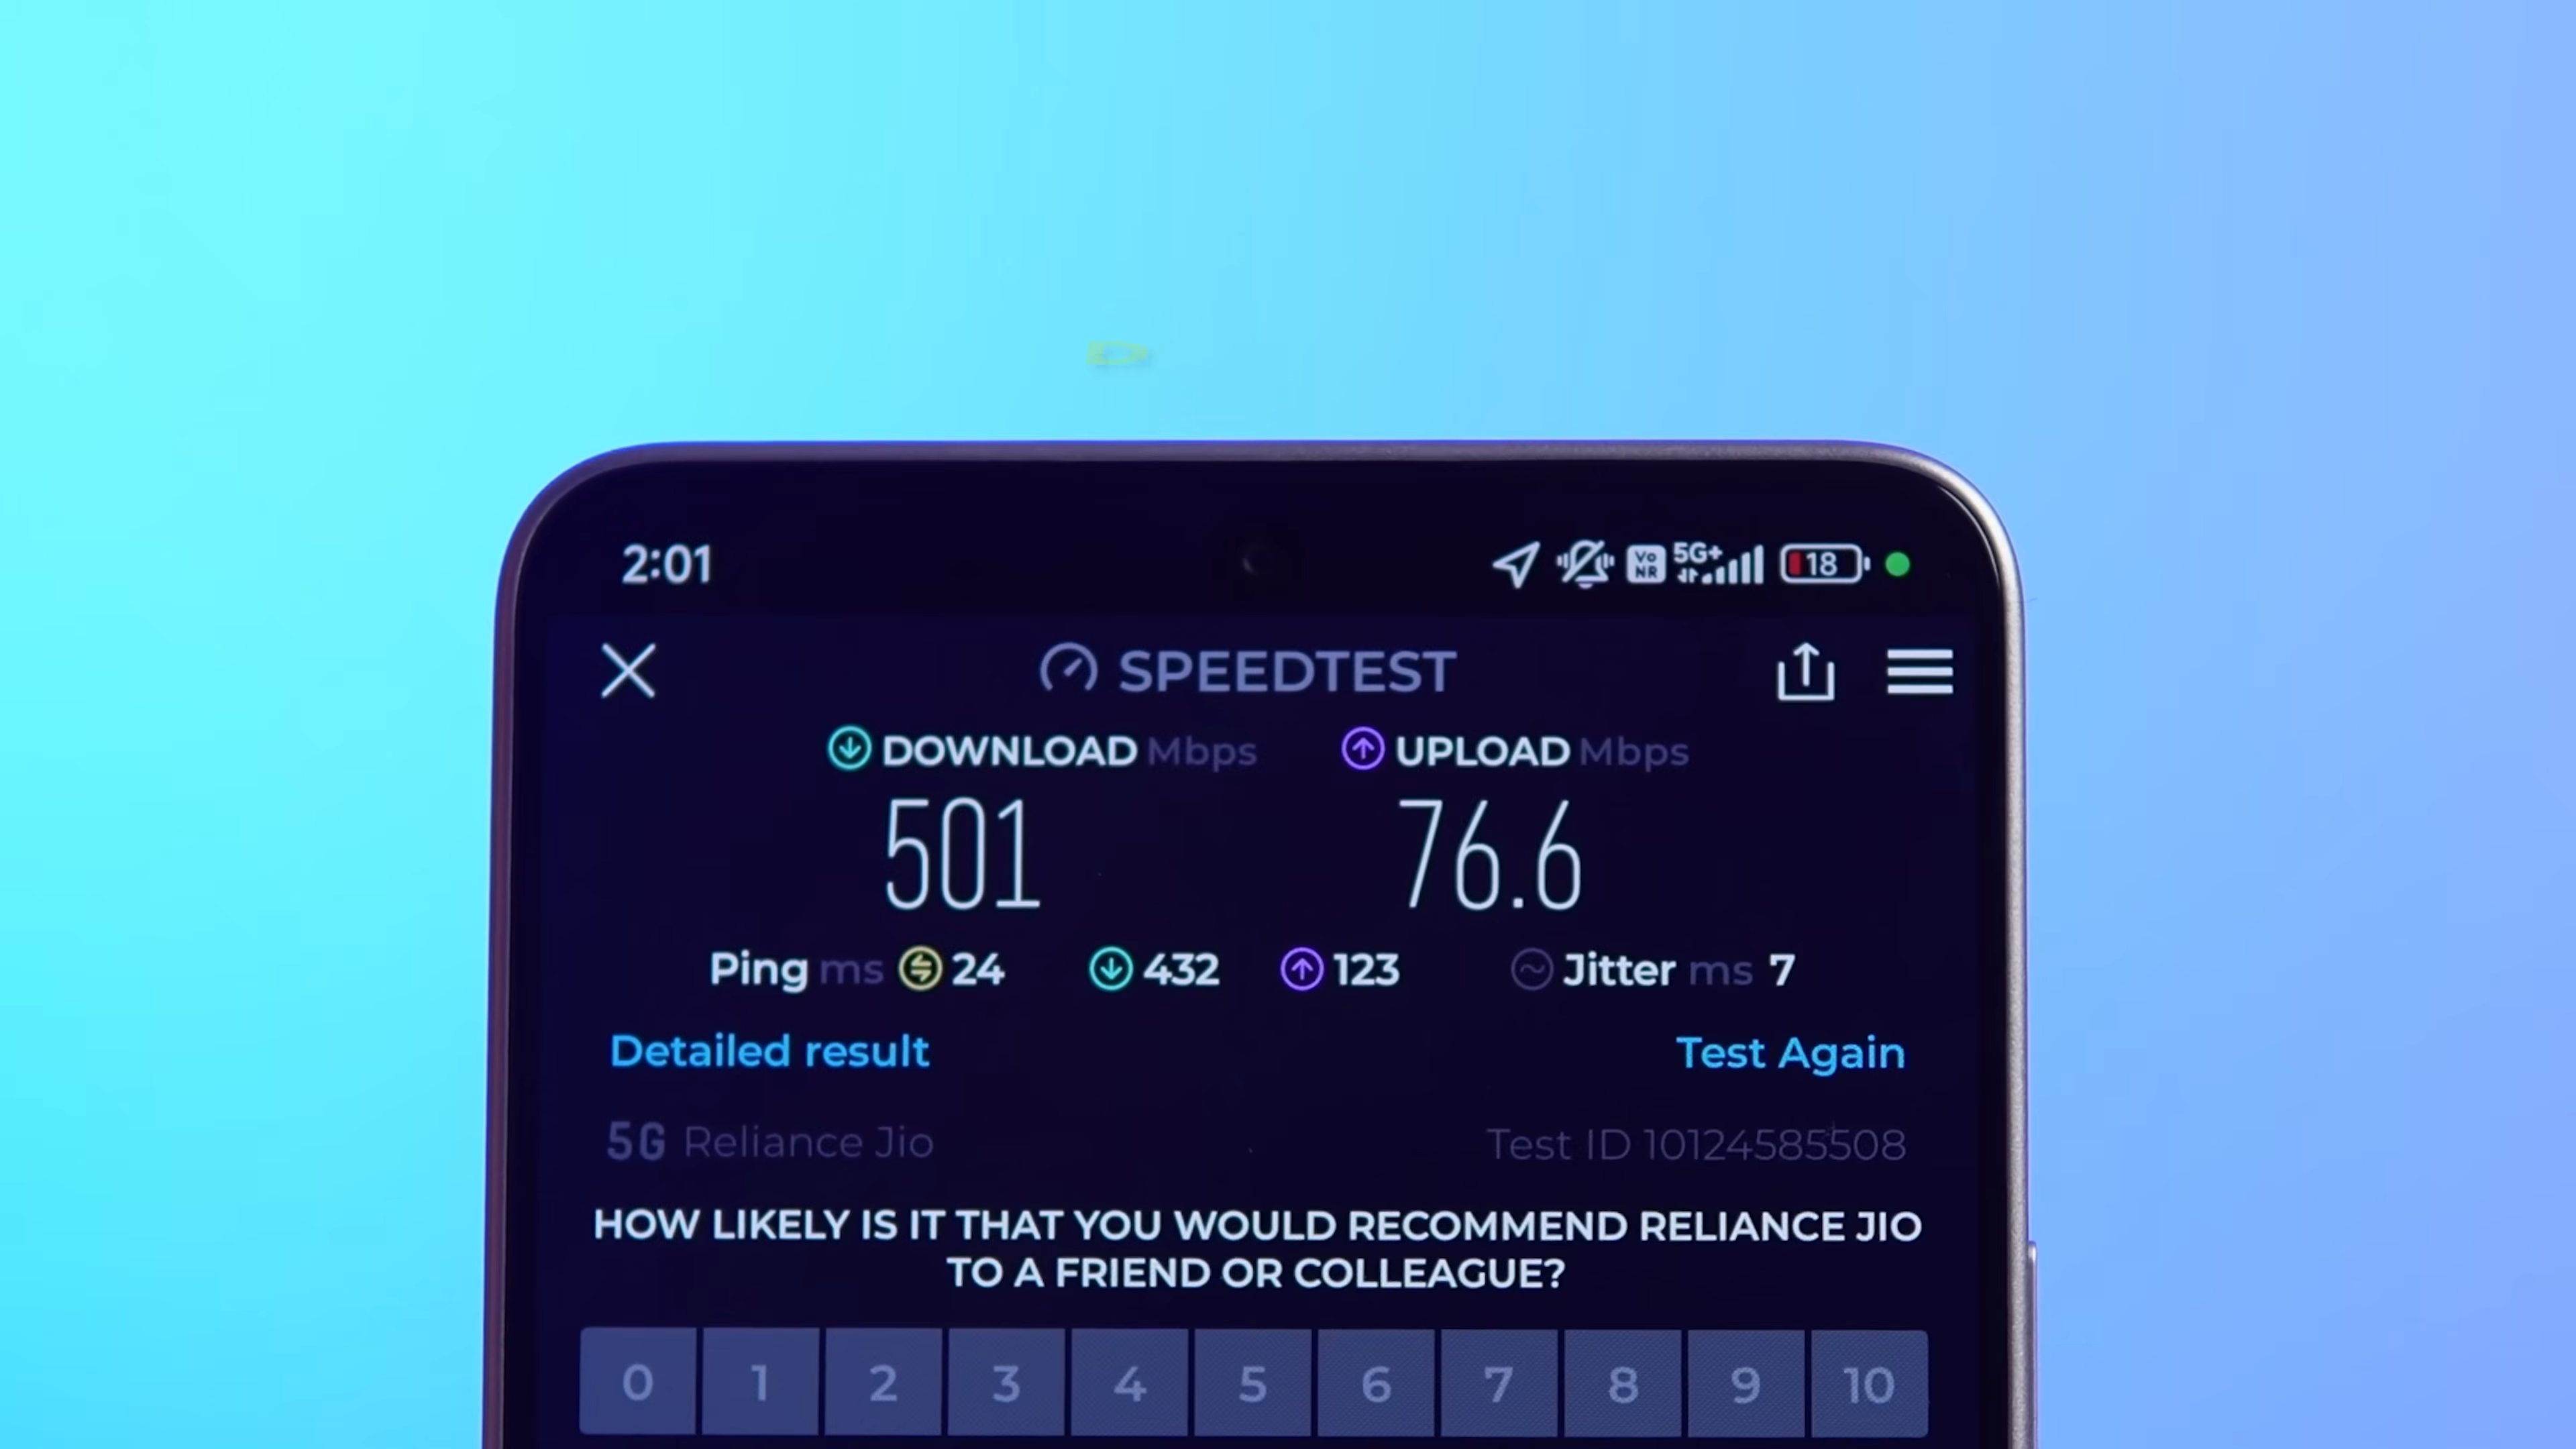 2:01 Vo NR 5G+ 18
SPEEDTEST
DOWNLOAD Mbps UPLOAD Mbps
501 76.6
Ping ms 24 432 123 Jitter ms 7
Detailed result Test Again
5G Reliance Jio Test ID 10124585508
HOW LIKELY IS IT THAT YOU WOULD RECOMMEND RELIANCE JIO
TO A FRIEND OR COLLEAGUE?
0 1 2 3 4 5 6 7 8 9 10